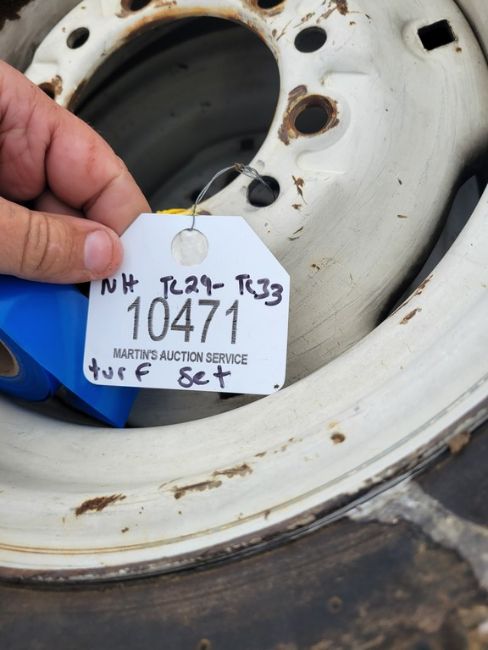 NH TC29-TC33
10471
MARTIN'S AUCTION SERVICE
turf set